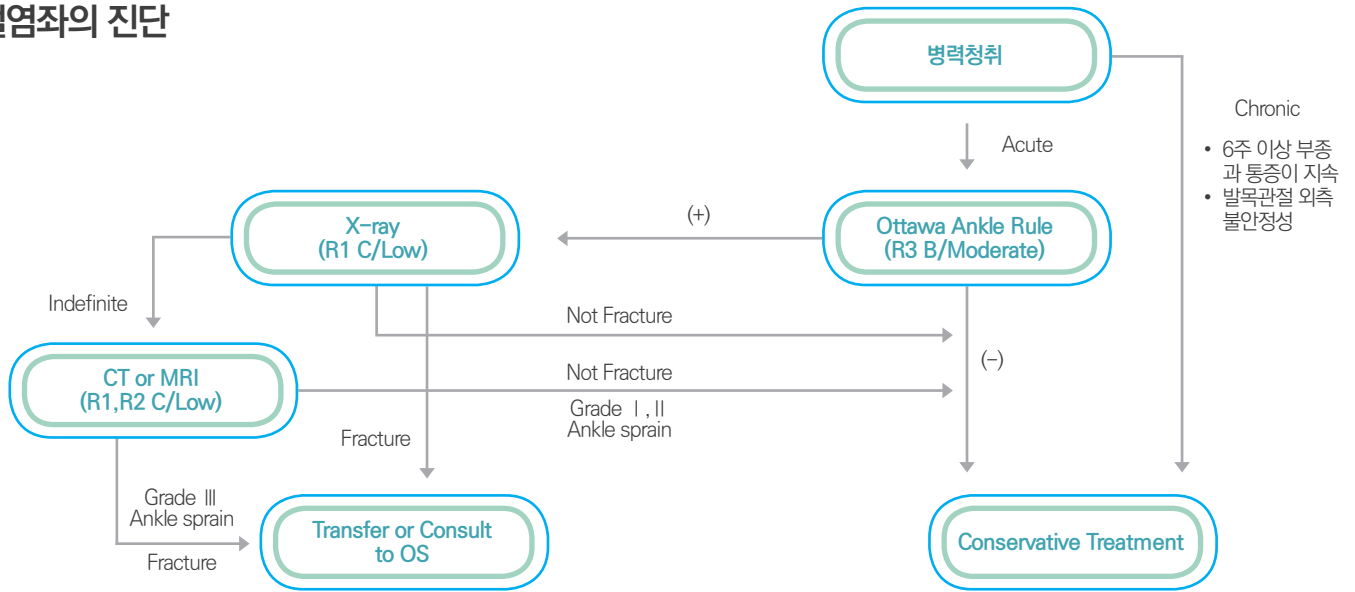 염좌의 진단
병력청취
Chronic
• 6주 이상 부종
과 통증이 지속
• 발목관절 외측
불안정성
Acute
X-ray
(R1 C/Low)
(+)
Ottawa Ankle Rule
(R3 B/Moderate)
Indefinite
Not Fracture
(-)
CT or MRI
(R1,R2 C/Low)
Not Fracture
Grade Ⅰ,Ⅱ
Ankle sprain
Fracture
Grade Ⅲ
Ankle sprain
Fracture
Transfer or Consult
to OS
Conservative Treatment